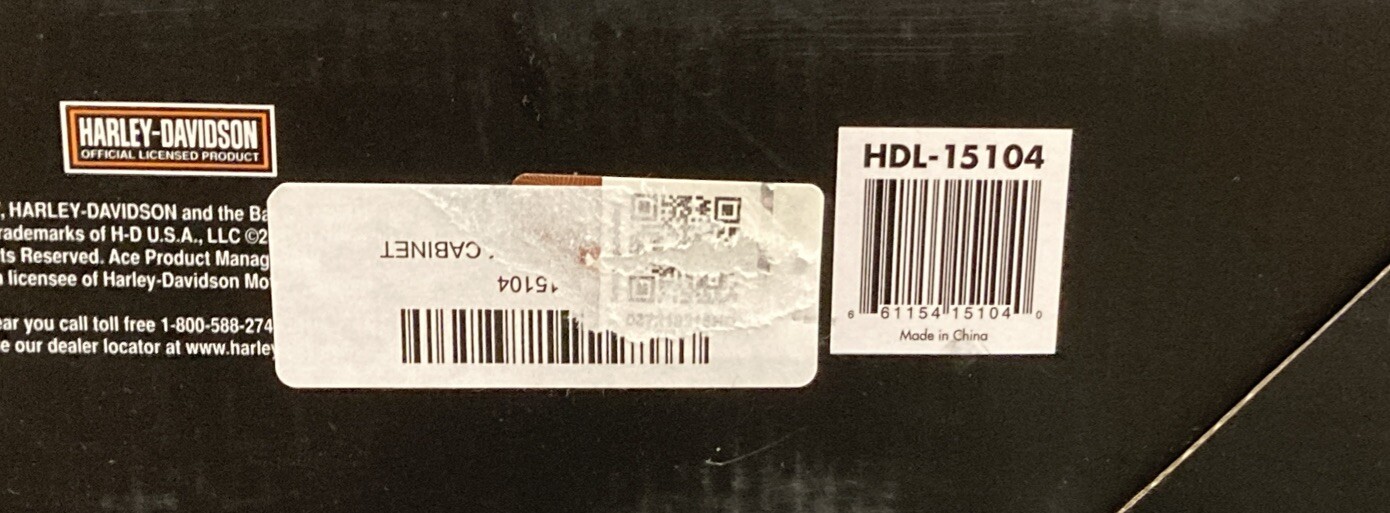 HARLEY-DAVIDSON
OFFICIAL LICENSED PRODUCT
, HARLEY-DAVIDSON and the Ba
rademarks of H-D U.S.A., LLC ©2
ts Reserved. Ace Product Manag
licensee of Harley-Davidson Mo
ear you call toll free 1-800-588-274
e our dealer locator at www.harley
CABINET
15104
HDL-15104
6 61154 15104 0
Made in China